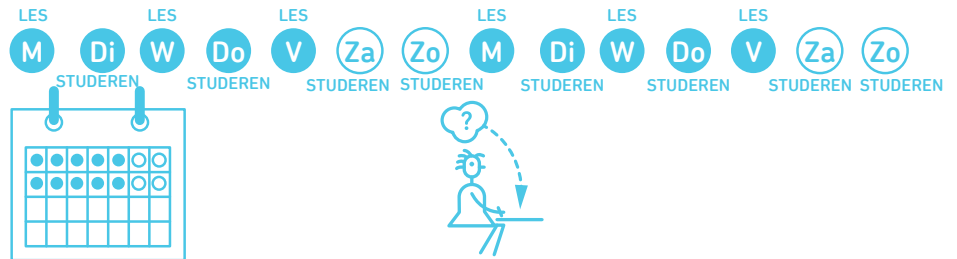 LES LES LES LES LES LES
M Di W Do V Za Zo M Di W Do V Za Zo
STUDEREN STUDEREN STUDEREN STUDEREN STUDEREN STUDEREN STUDEREN STUDEREN
?